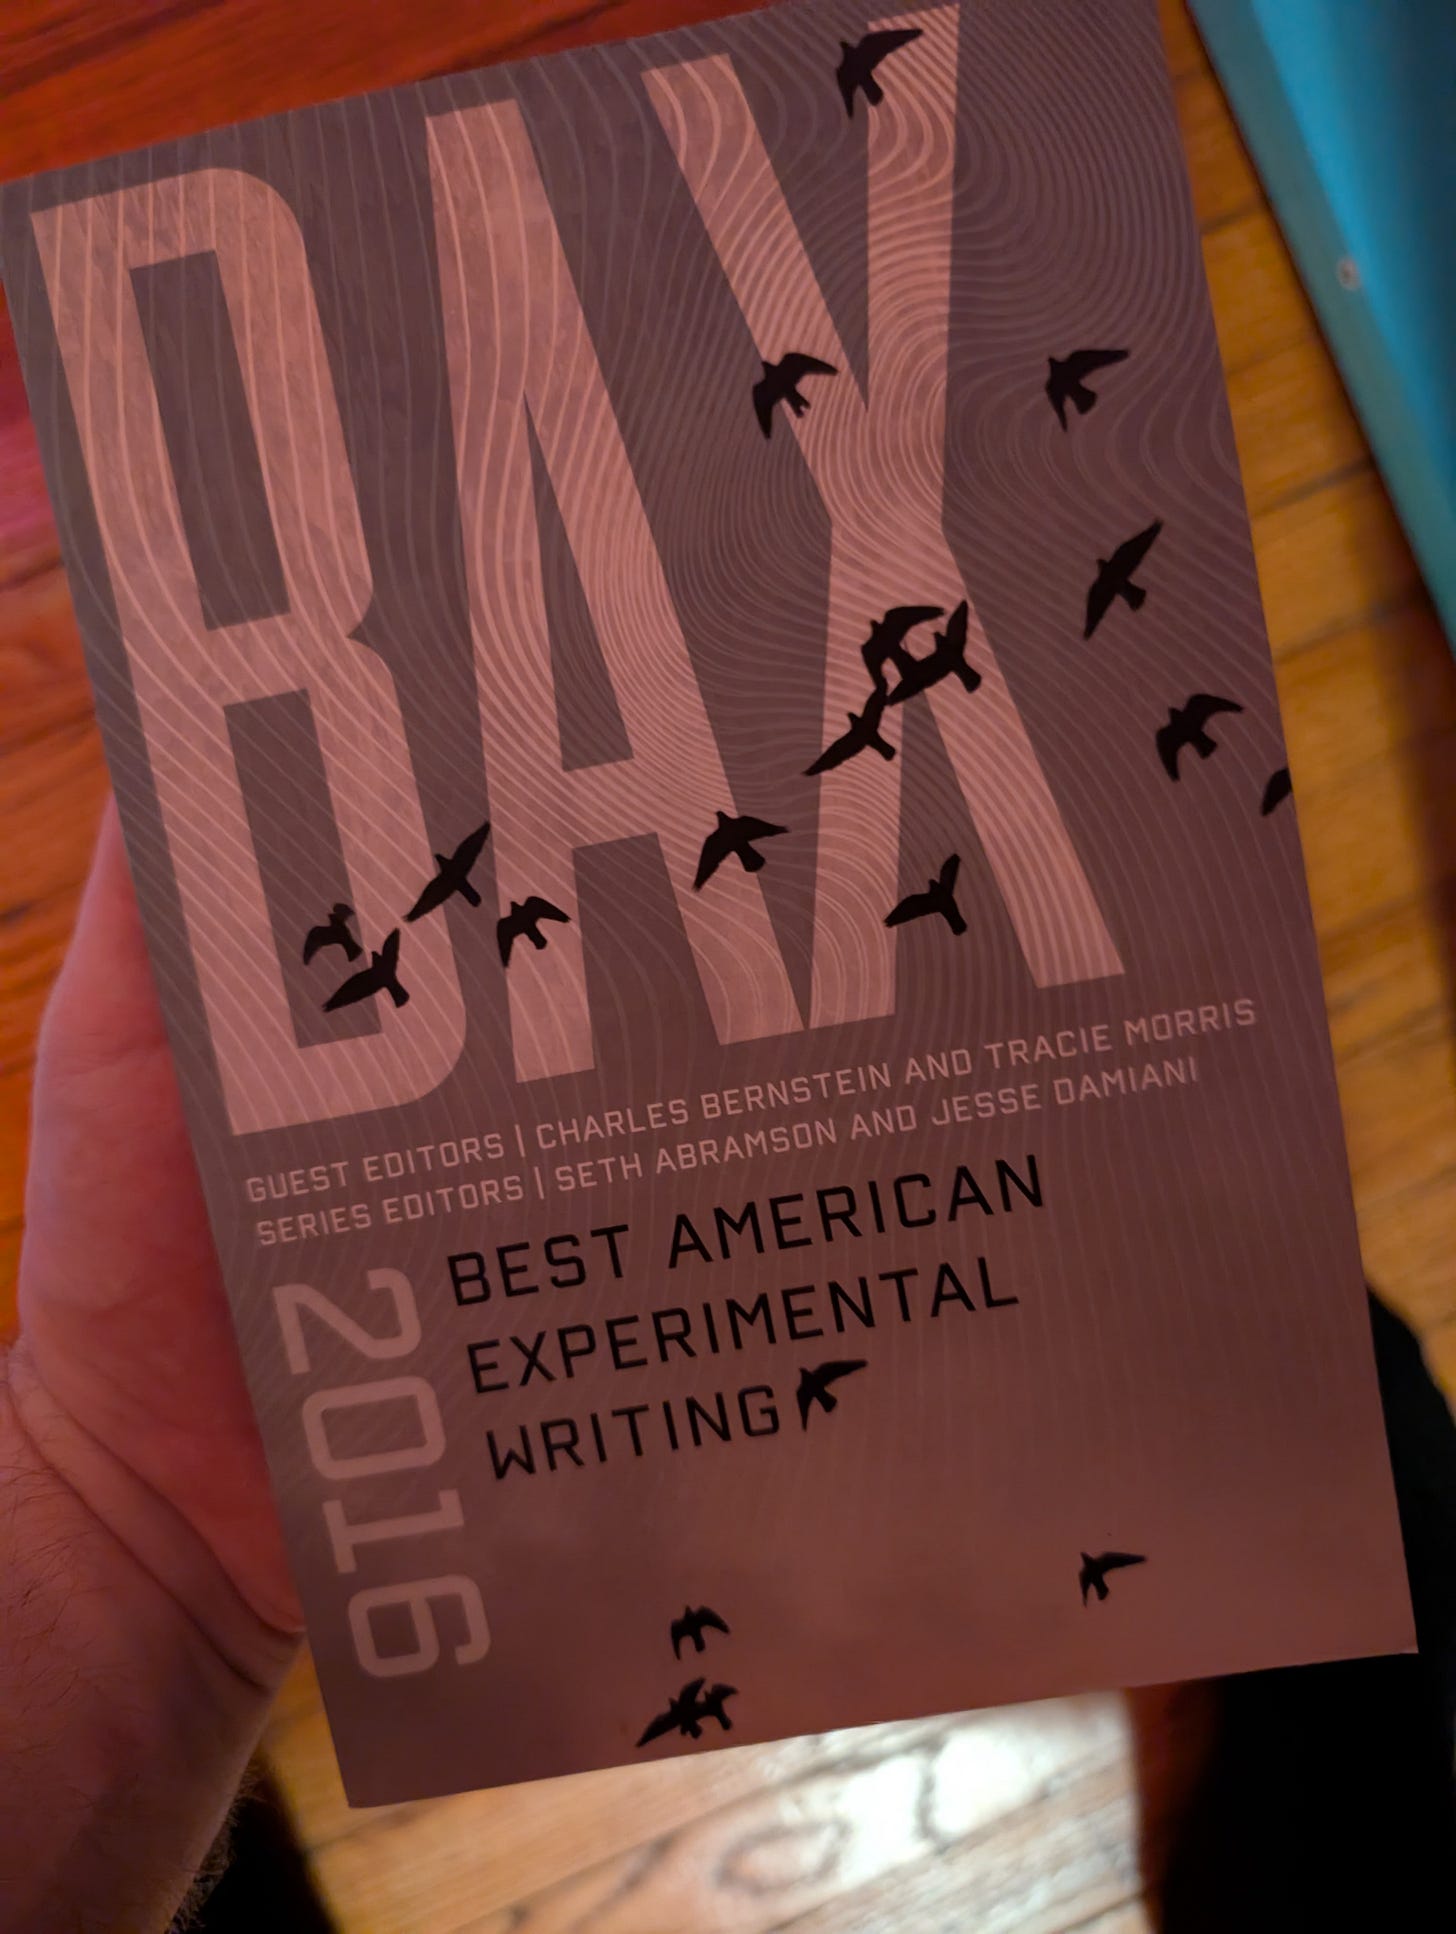 BAX
GUEST EDITORS | CHARLES BERNSTEIN AND TRACIE MORRIS
SERIES EDITORS | SETH ABRAMSON AND JESSE DAMIANI
2016
BEST AMERICAN
EXPERIMENTAL
WRITING